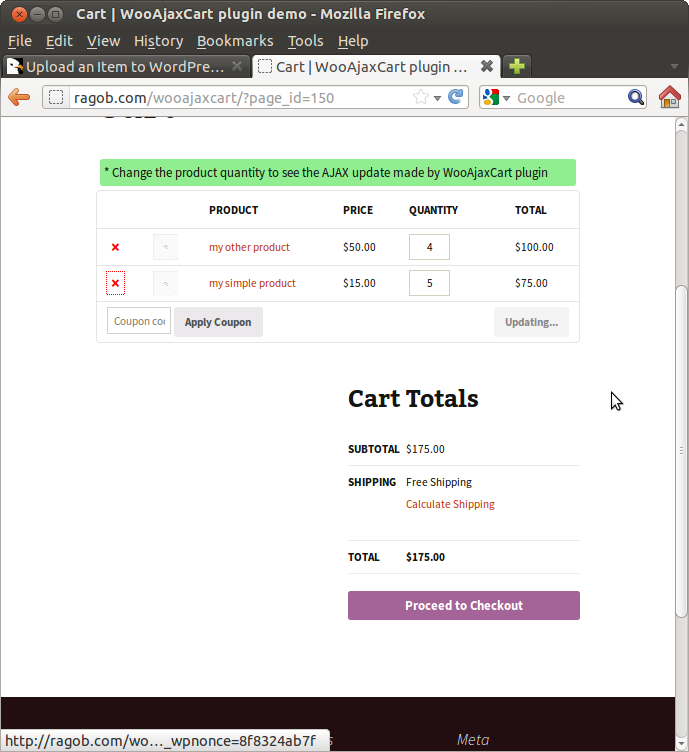 Cart | WooAjaxCart plugin demo - Mozilla Firefox
File Edit View History Bookmarks Tools Help
Upload an Item to WordPre... Cart | WooAjaxCart plugin ...
ragob.com/wooajaxcart/?page_id=150 Google
* Change the product quantity to see the AJAX update made by WooAjaxCart plugin
PRODUCT PRICE QUANTITY TOTAL
× my other product $50.00 4 $100.00
× my simple product $15.00 5 $75.00
Coupon co Apply Coupon Updating...
Cart Totals
SUBTOTAL $175.00
SHIPPING Free Shipping
Calculate Shipping
TOTAL $175.00
Proceed to Checkout
Meta
http://ragob.com/wo..._wpnonce=8f8324ab7f